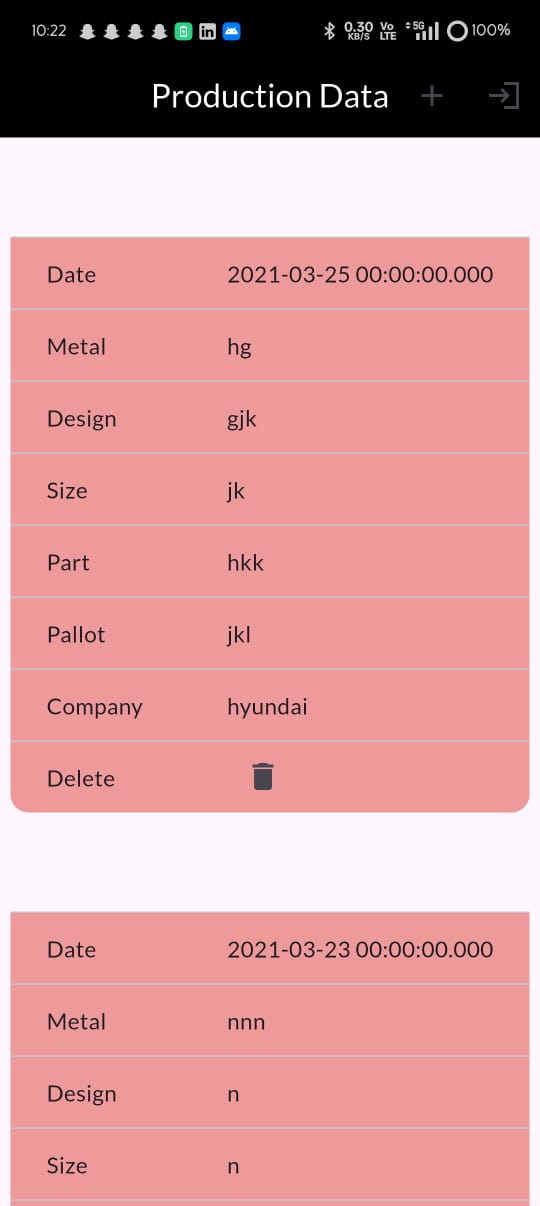 10:22 0.30 KB/S Vo LTE 5G 100%
Production Data
Date 2021-03-25 00:00:00.000
Metal hg
Design gjk
Size jk
Part hkk
Pallot jkl
Company hyundai
Delete
Date 2021-03-23 00:00:00.000
Metal nnn
Design n
Size n